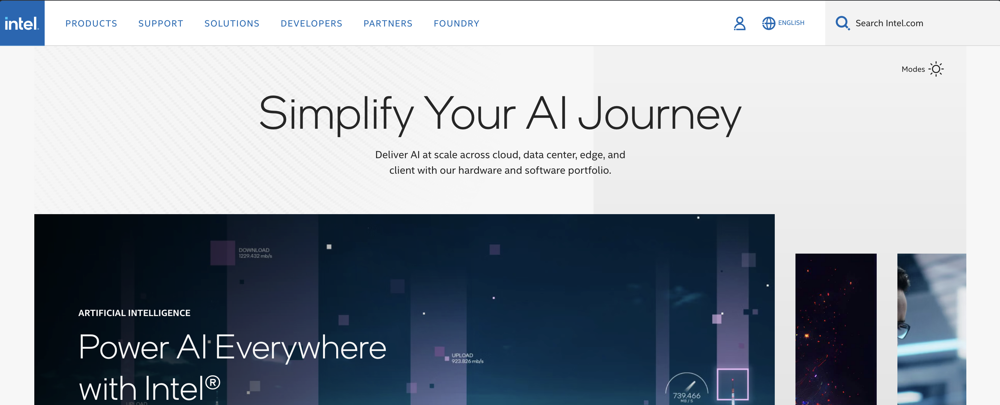 intel.
PRODUCTS SUPPORT SOLUTIONS DEVELOPERS PARTNERS FOUNDRY ENGLISH Search Intel.com
Modes
Simplify Your AI Journey
Deliver AI at scale across cloud, data center, edge, and
client with our hardware and software portfolio.
DOWNLOAD
1229.432 mb/s
ARTIFICIAL INTELLIGENCE
Power AI Everywhere
with Intel®
UPLOAD
923.826 mb/s
739.466
MB/S
UPLOAD